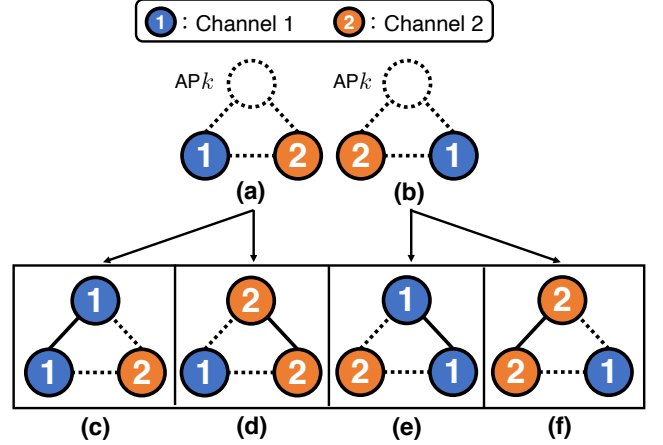 1 : Channel 1 2 : Channel 2
APk APk
1 2 2 1
(a) (b)
1 2 1 2
1 2 1 2 2 1 2 1
(c) (d) (e) (f)